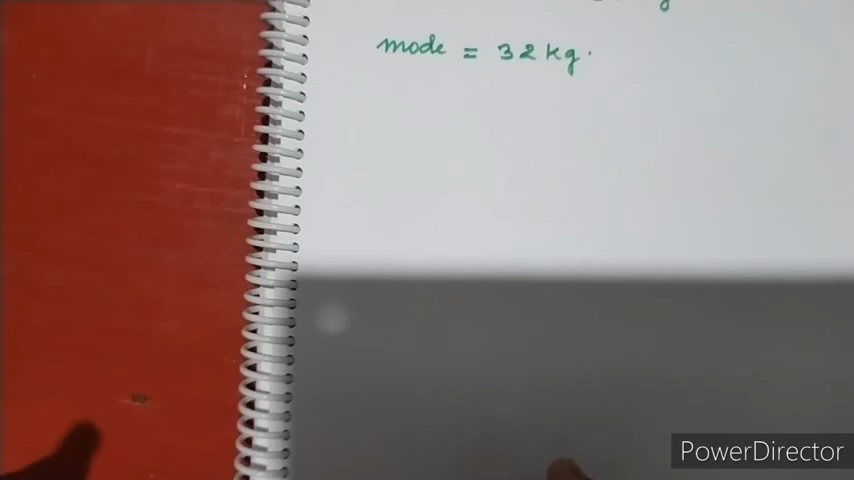 mode = 32 kg.
PowerDirector